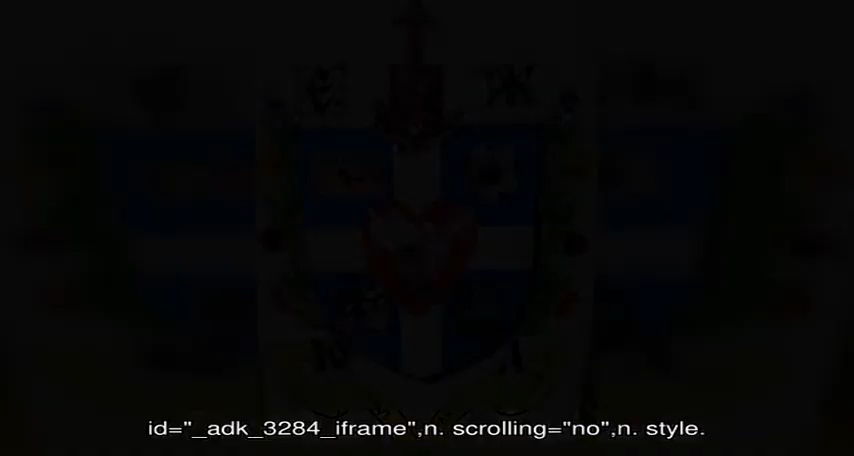 id="_adk_3284_iframe",n. scrolling="no",n. style.